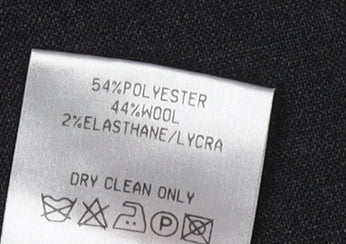 54%POLYESTER
44%WOOL
2%ELASTHANE/LYCRA
DRY CLEAN ONLY
P